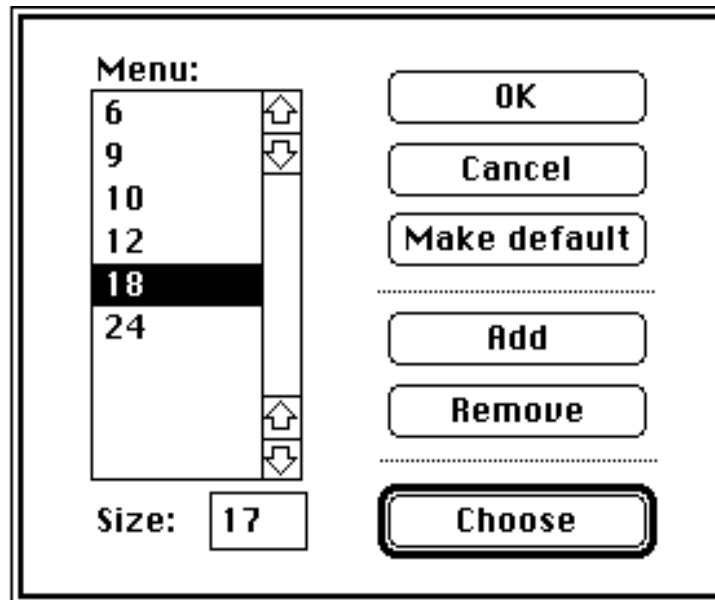 Menu:
6
9
10
12
18
24
Size: 17
OK
Cancel
Make default
Add
Remove
Choose